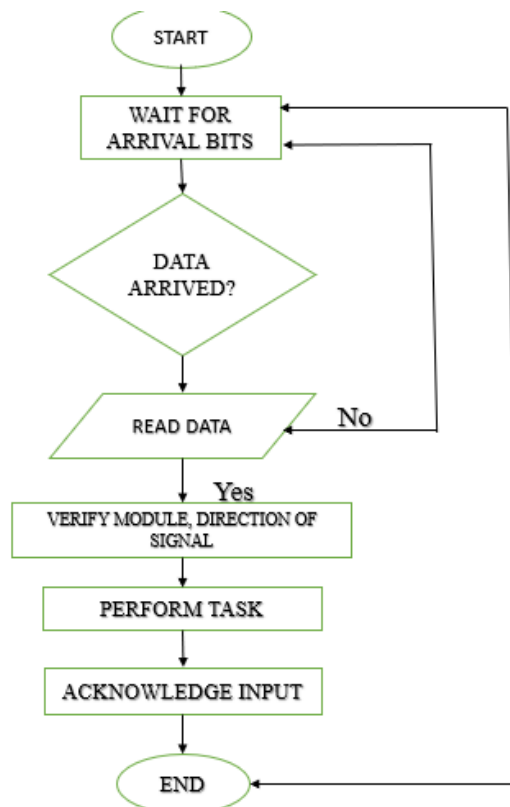 START
WAIT FOR
ARRIVAL BITS
DATA
ARRIVED?
READ DATA
No
Yes
VERIFY MODULE, DIRECTION OF
SIGNAL
PERFORM TASK
ACKNOWLEDGE INPUT
END